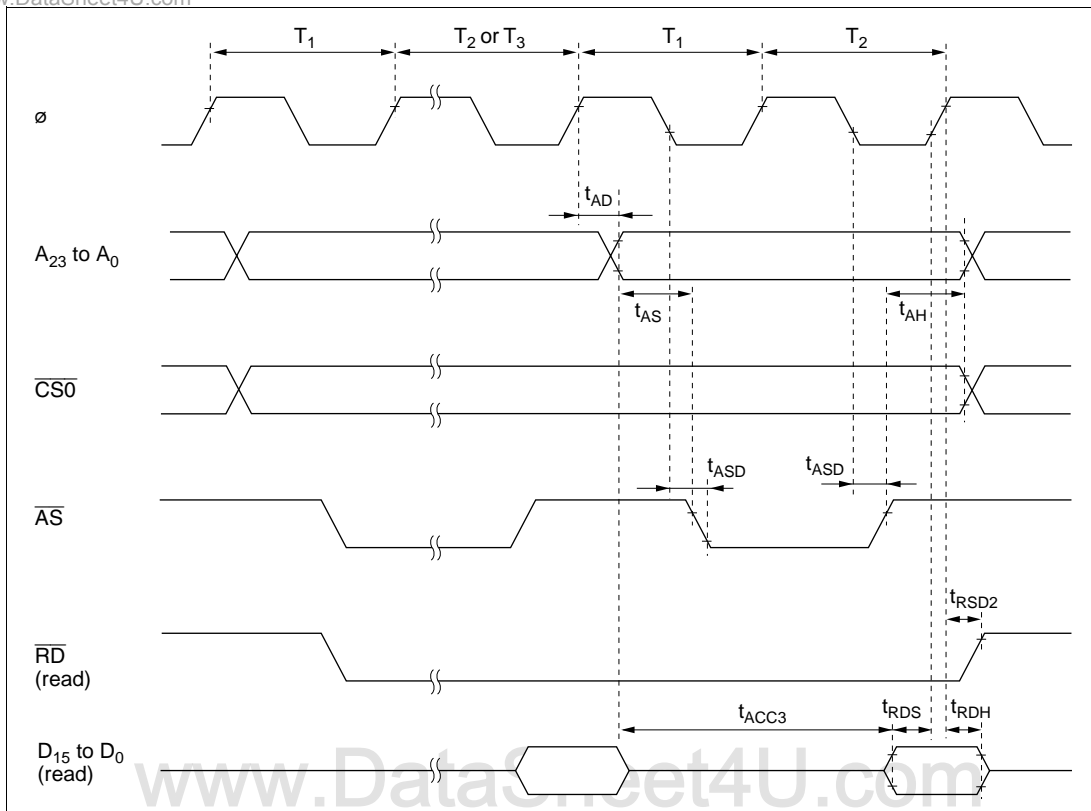 w.DataSheet4U.com
T1 T2 or T3 T1 T2
ø
tAD
A23 to A0
tAS tAH
CS0
tASD tASD
AS
tRSD2
RD
(read)
tACC3 tRDS tRDH
D15 to D0
(read)
www.DataSheet4U.com